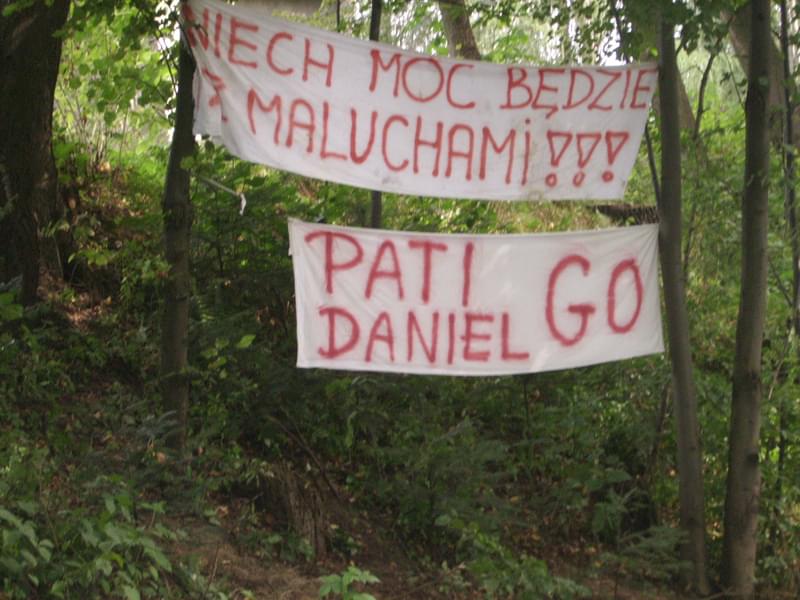 NIECH MOC BĘDZIE
Z MALUCHAMi !!!
PATI GO
DANIEL